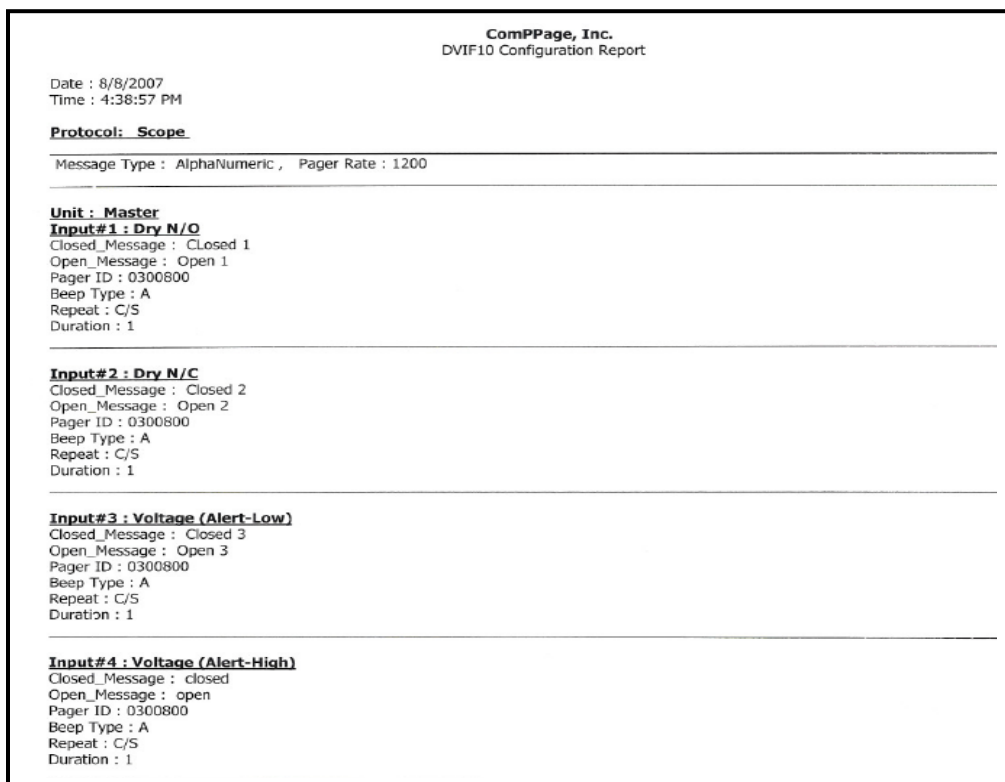 ComPPage, Inc.
DVIF10 Configuration Report
Date : 8/8/2007
Time : 4:38:57 PM
Protocol: Scope
Message Type : AlphaNumeric , Pager Rate : 1200
Unit : Master
Input#1 : Dry N/O
Closed_Message : CLosed 1
Open_Message : Open 1
Pager ID : 0300800
Beep Type : A
Repeat : C/S
Duration : 1
Input#2 : Dry N/C
Closed_Message : Closed 2
Open_Message : Open 2
Pager ID : 0300800
Beep Type : A
Repeat : C/S
Duration : 1
Input#3 : Voltage (Alert-Low)
Closed_Message : Closed 3
Open_Message : Open 3
Pager ID : 0300800
Beep Type : A
Repeat : C/S
Duration : 1
Input#4 : Voltage (Alert-High)
Closed_Message : closed
Open_Message : open
Pager ID : 0300800
Beep Type : A
Repeat : C/S
Duration : 1